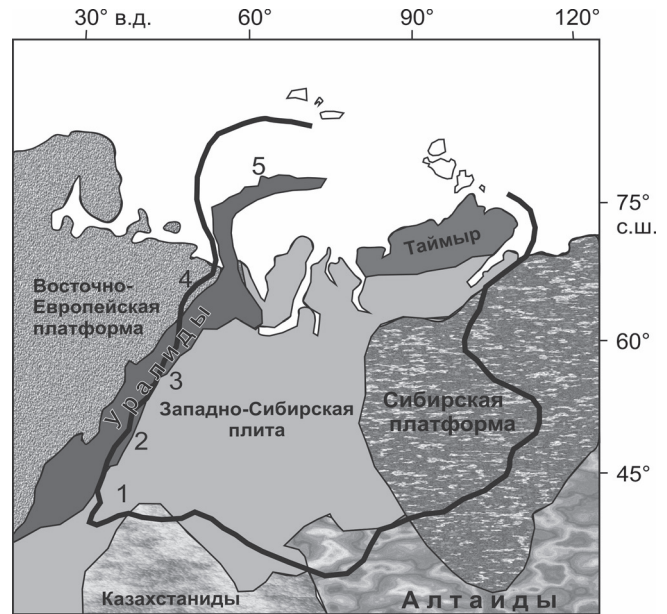 30° в.д.
60°
90°
120°
75°
с.ш.
60°
45°
5
Таймыр
4
Восточно-
Европейская
платформа
Уралиды
3
Западно-Сибирская
плита
Сибирская
платформа
2
1
Казахстаниды
Алтаиды